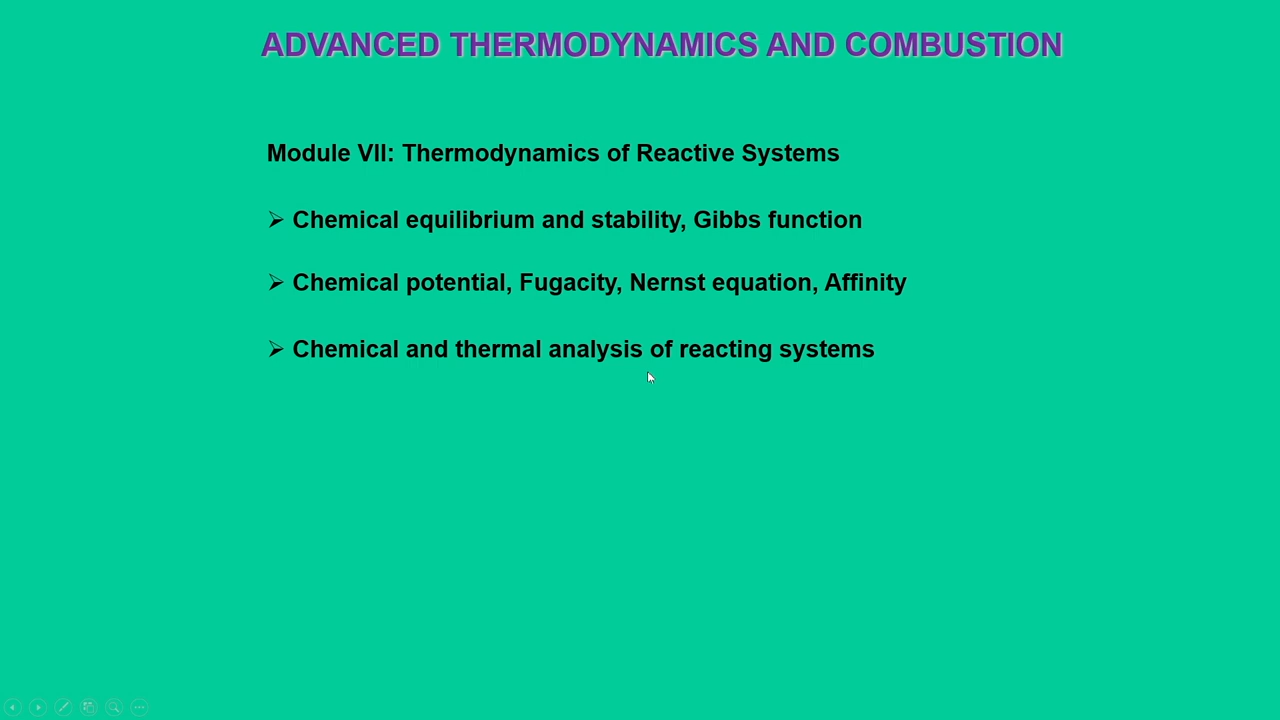 ADVANCED THERMODYNAMICS AND COMBUSTION
Module VII: Thermodynamics of Reactive Systems
➢ Chemical equilibrium and stability, Gibbs function
➢ Chemical potential, Fugacity, Nernst equation, Affinity
➢ Chemical and thermal analysis of reacting systems